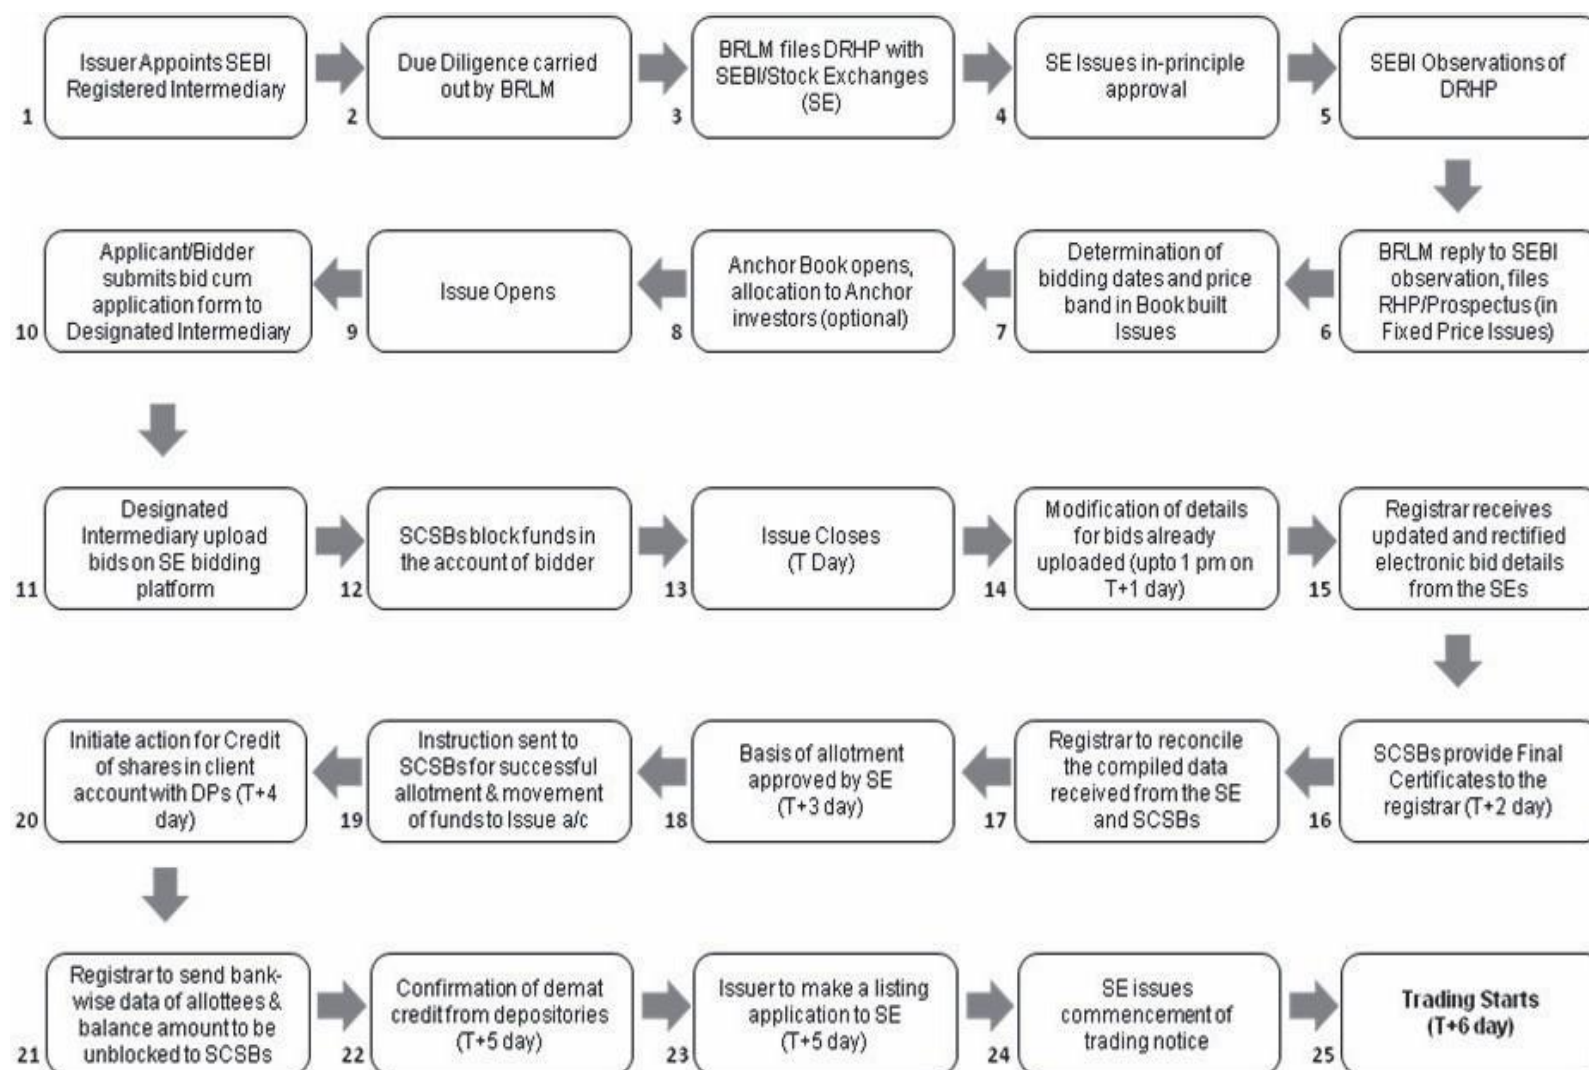 Issuer Appoints SEBI
Registered Intermediary
1
Due Diligence carried
out by BRLM
2
BRLM files DRHP with
SEBI/Stock Exchanges
(SE)
3
SE Issues in-principle
approval
4
SEBI Observations of
DRHP
5
BRLM reply to SEBI
observation, files
RHP/Prospectus (in
Fixed Price Issues)
6
Determination of
bidding dates and price
band in Book built
Issues
7
Anchor Book opens,
allocation to Anchor
investors (optional)
8
Issue Opens
9
Applicant/Bidder
submits bid cum
application form to
Designated Intermediary
10
Designated
Intermediary upload
bids on SE bidding
platform
11
SCSBs block funds in
the account of bidder
12
Issue Closes
(T Day)
13
Modification of details
for bids already
uploaded (upto 1 pm on
T+1 day)
14
Registrar receives
updated and rectified
electronic bid details
from the SEs
15
SCSBs provide Final
Certificates to the
registrar (T+2 day)
16
Registrar to reconcile
the compiled data
received from the SE
and SCSBs
17
Basis of allotment
approved by SE
(T+3 day)
18
Instruction sent to
SCSBs for successful
allotment & movement
of funds to Issue a/c
19
Initiate action for Credit
of shares in client
account with DPs (T+4
day)
20
Registrar to send bank-
wise data of allottees &
balance amount to be
unblocked to SCSBs
21
Confirmation of demat
credit from depositories
(T+5 day)
22
Issuer to make a listing
application to SE
(T+5 day)
23
SE issues
commencement of
trading notice
24
Trading Starts
(T+6 day)
25